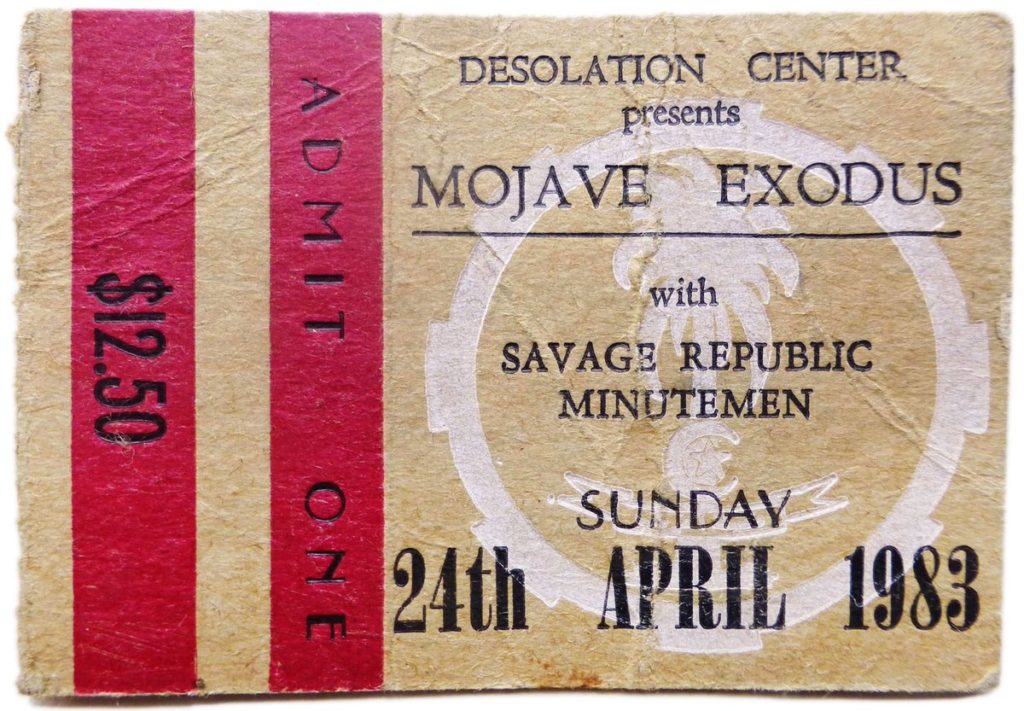 $12.50
ADMIT ONE
DESOLATION CENTER
presents
MOJAVE EXODUS
with
SAVAGE REPUBLIC
MINUTEMEN
SUNDAY
24th APRIL 1983